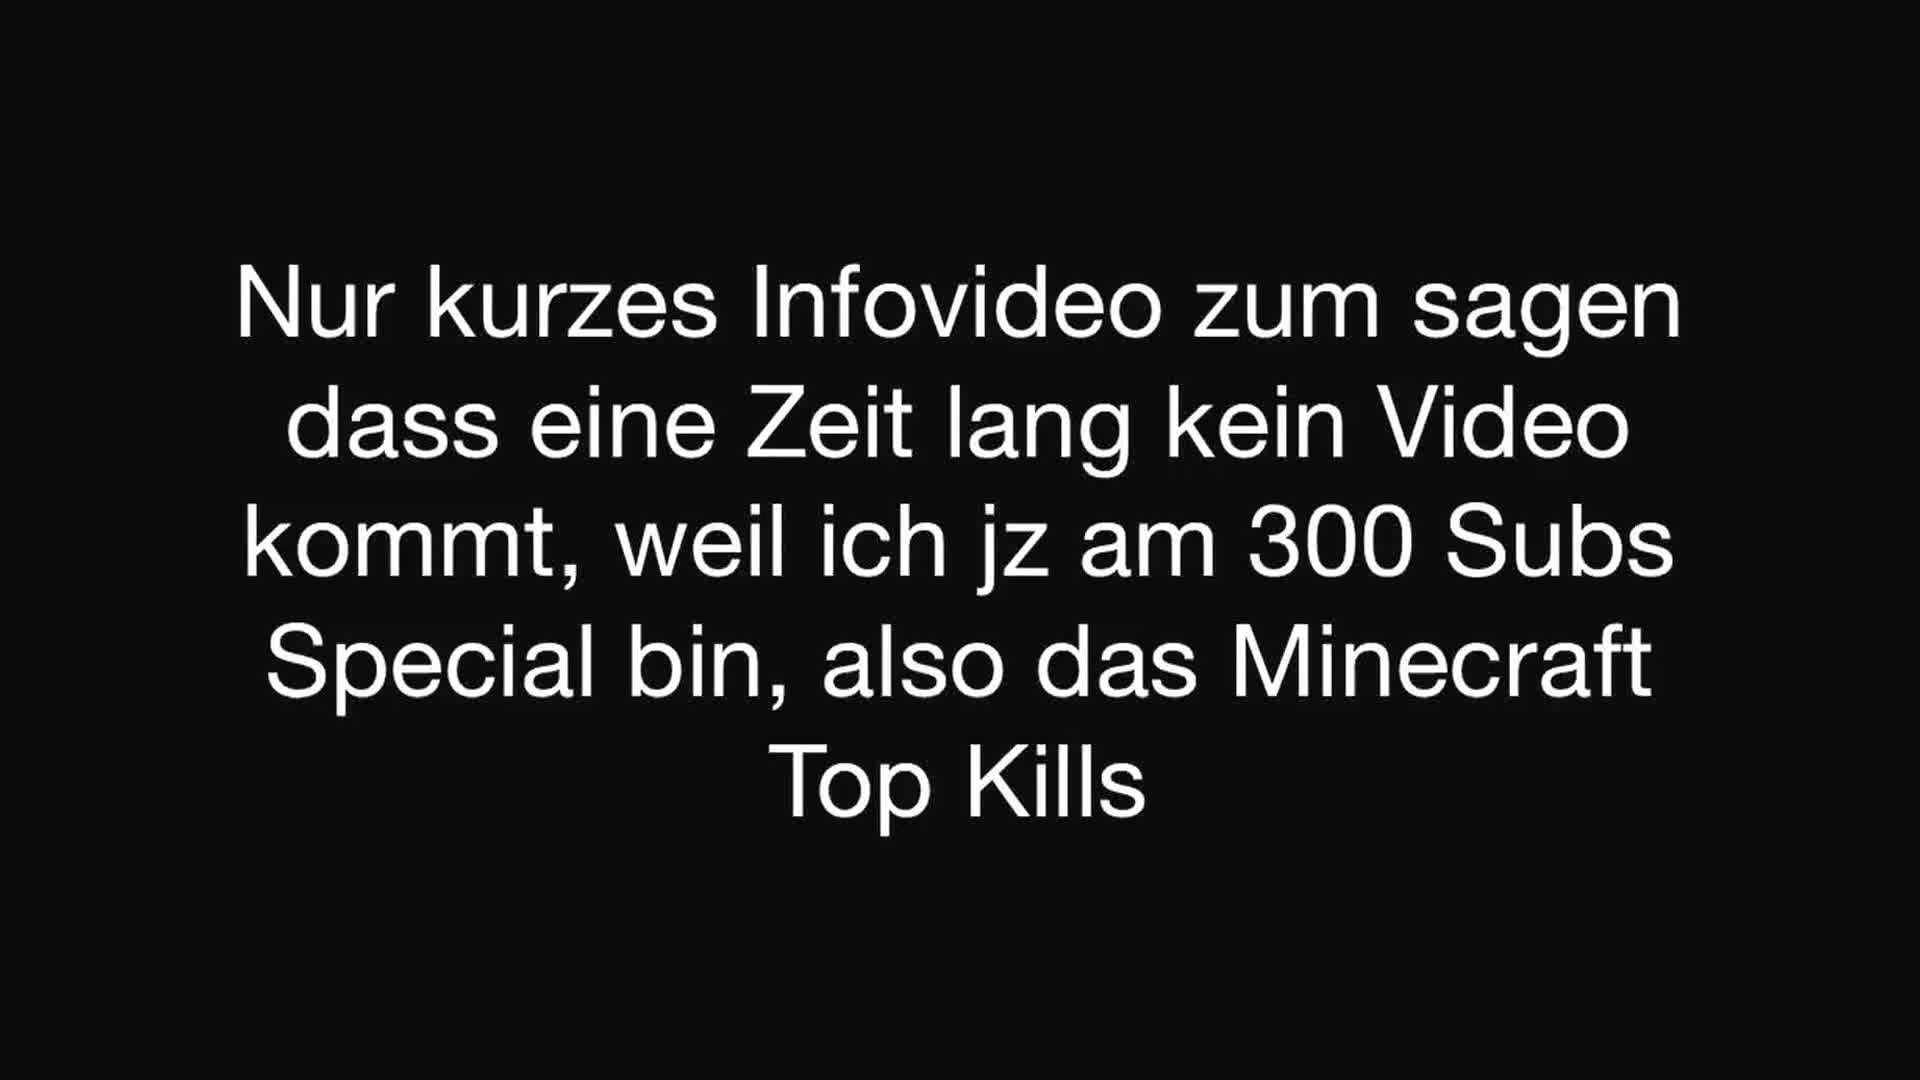 Nur kurzes Infovideo zum sagen
dass eine Zeit lang kein Video
kommt, weil ich jz am 300 Subs
Special bin, also das Minecraft
Top Kills